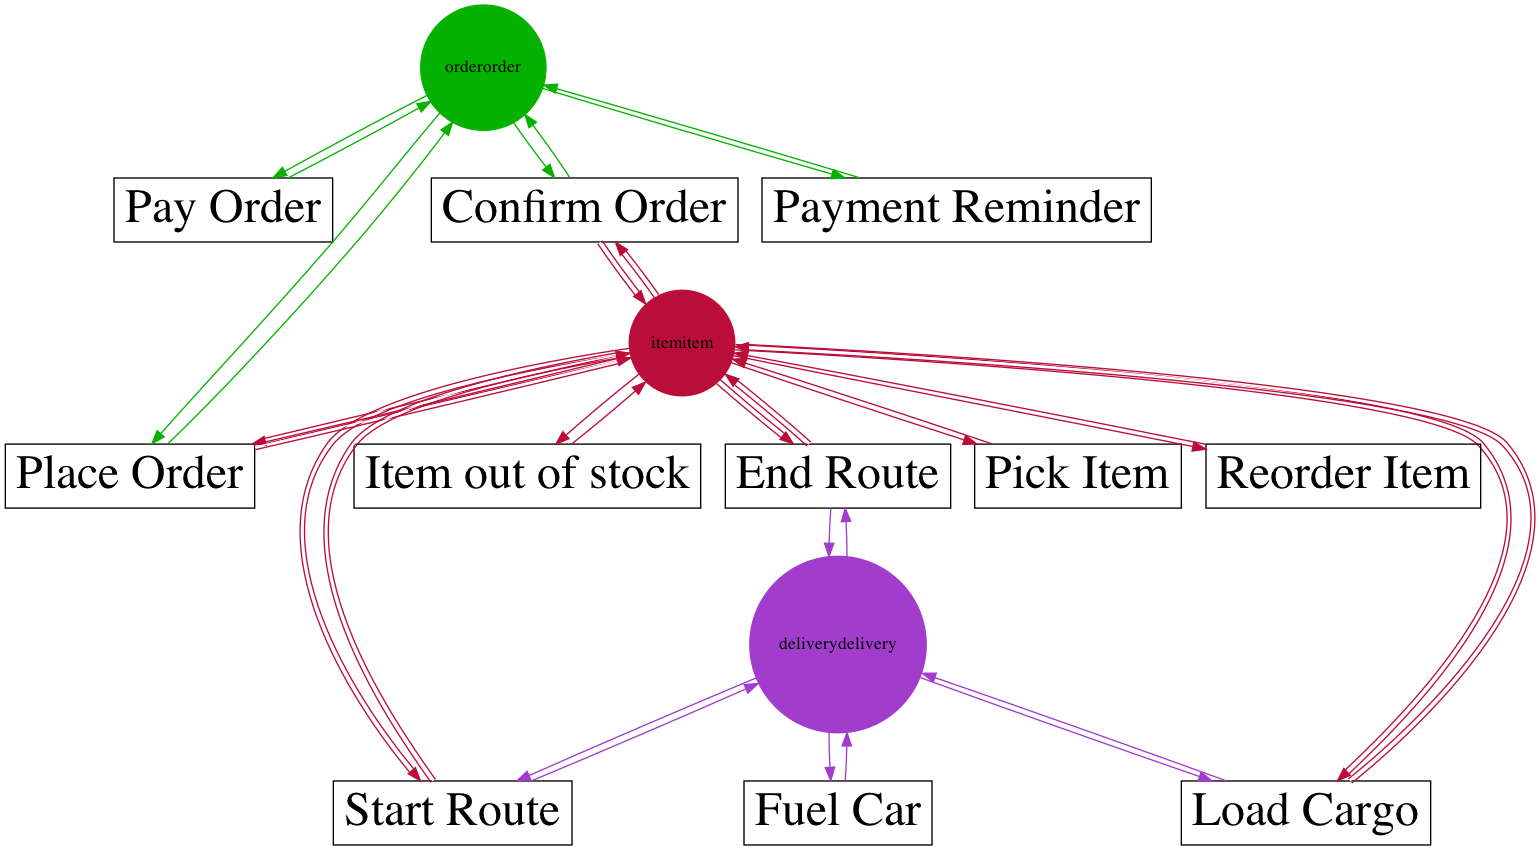 orderorder
Pay Order
Confirm Order
Payment Reminder
itemitem
Place Order
Item out of stock
End Route
Pick Item
Reorder Item
deliverydelivery
Start Route
Fuel Car
Load Cargo